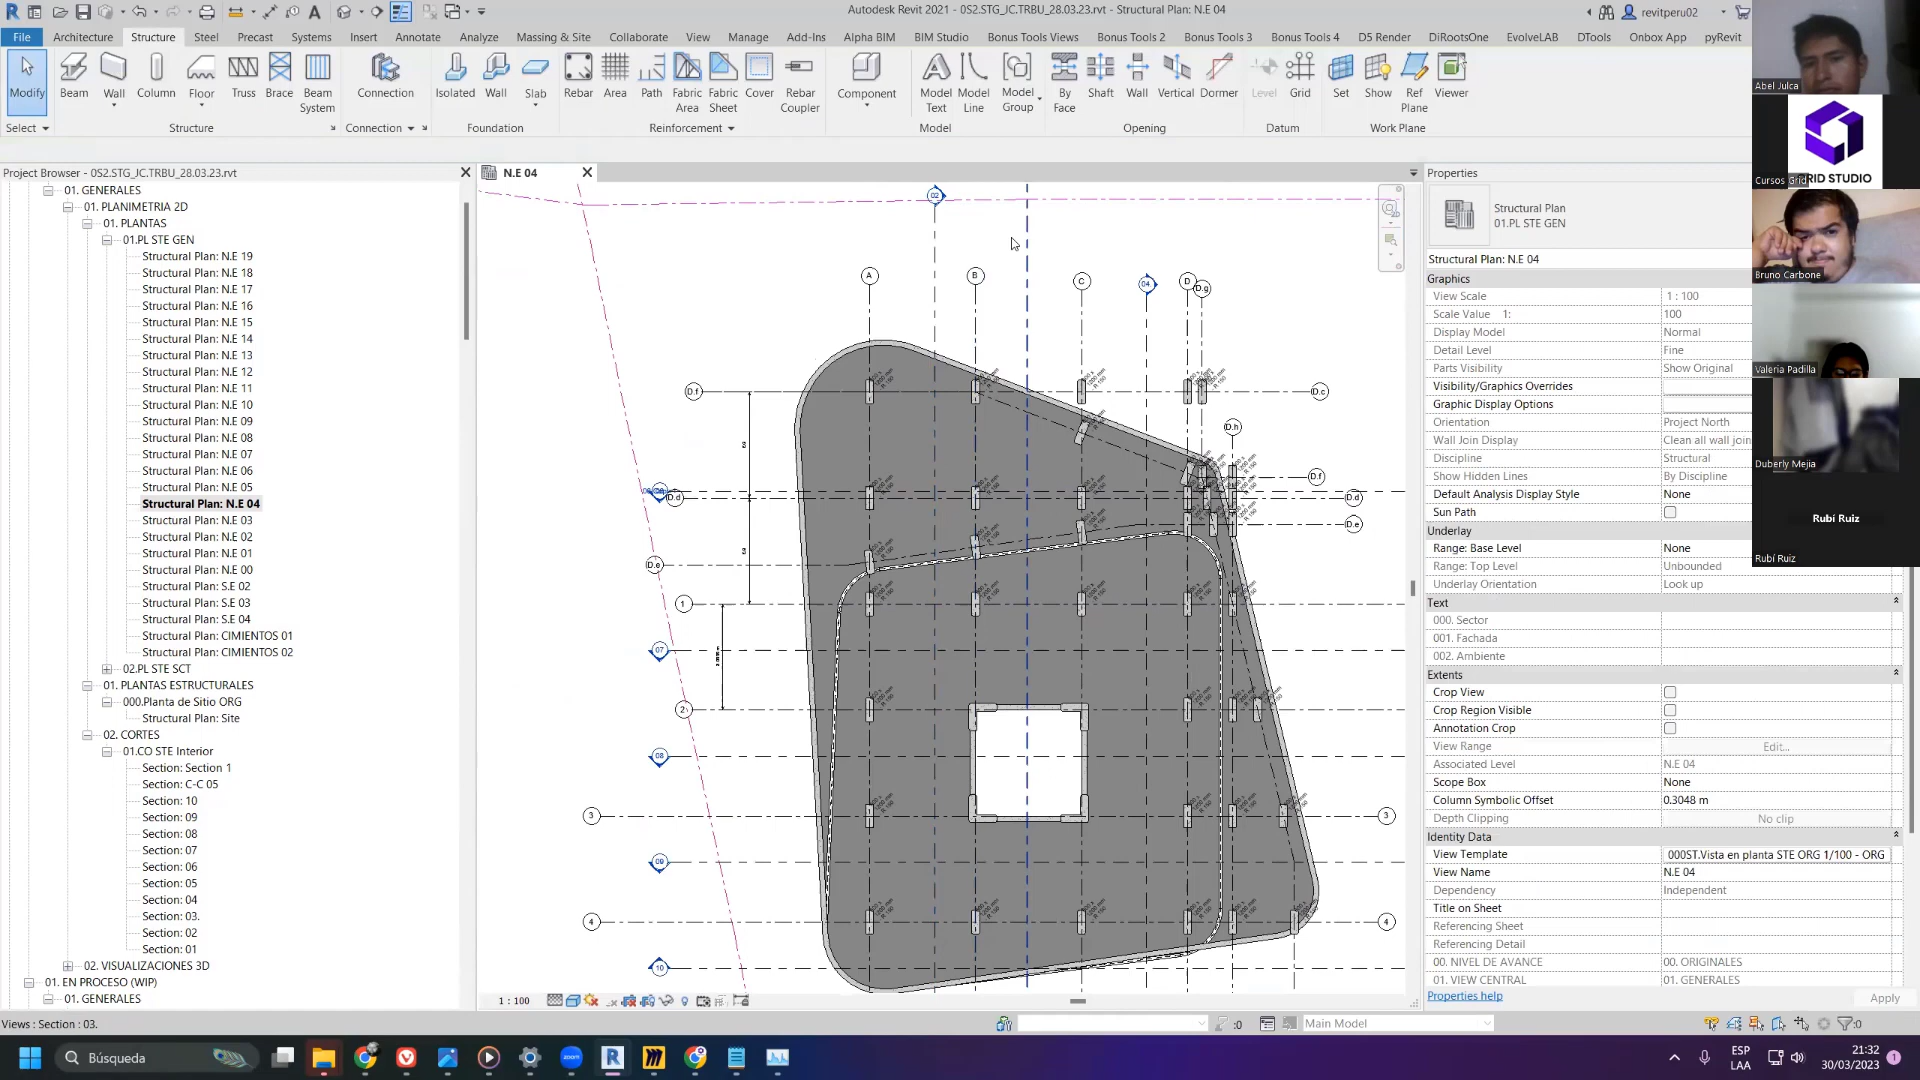 Autodesk Revit 2021 - 0S2.STG_JC.TRBU_28.03.23.rvt - Structural Plan: N.E 04
revitperu02
File Architecture Structure Steel Precast Systems Insert Annotate Analyze Massing & Site Collaborate View Manage Add-Ins Alpha BIM BIM Studio Bonus Tools Views Bonus Tools 2 Bonus Tools 3 Bonus Tools 4 D5 Render DiRootsOne EvolveLAB DTools Onbox App pyRevit
Modify Beam Wall Column Floor Truss Brace Beam System Connection Isolated Wall Slab Rebar Area Path Fabric Area Fabric Sheet Cover Rebar Coupler Component Model Text Model Line Model Group By Face Shaft Wall Vertical Dormer Level Grid Set Show Ref Plane Viewer
Select Structure Connection Foundation Reinforcement Model Opening Datum Work Plane
Project Browser - 0S2.STG_JC.TRBU_28.03.23.rvt
01. GENERALES
01. PLANIMETRIA 2D
01. PLANTAS
01.PL STE GEN
Structural Plan: N.E 19
Structural Plan: N.E 18
Structural Plan: N.E 17
Structural Plan: N.E 16
Structural Plan: N.E 15
Structural Plan: N.E 14
Structural Plan: N.E 13
Structural Plan: N.E 12
Structural Plan: N.E 11
Structural Plan: N.E 10
Structural Plan: N.E 09
Structural Plan: N.E 08
Structural Plan: N.E 07
Structural Plan: N.E 06
Structural Plan: N.E 05
Structural Plan: N.E 04
Structural Plan: N.E 03
Structural Plan: N.E 02
Structural Plan: N.E 01
Structural Plan: N.E 00
Structural Plan: S.E 02
Structural Plan: S.E 03
Structural Plan: S.E 04
Structural Plan: CIMIENTOS 01
Structural Plan: CIMIENTOS 02
02.PL STE SCT
01. PLANTAS ESTRUCTURALES
000.Planta de Sitio ORG
Structural Plan: Site
02. CORTES
01.CO STE Interior
Section: Section 1
Section: C-C 05
Section: 10
Section: 09
Section: 08
Section: 07
Section: 06
Section: 05
Section: 04
Section: 03.
Section: 02
Section: 01
02. VISUALIZACIONES 3D
01. EN PROCESO (WIP)
01. GENERALES
N.E 04
02
A B C 04 D D.g
D.f D.c
D.h
D.f
D.d D.d
D.e
D.e
1
07
2
08
3 3
09
4 4
10
1 : 100
Properties
Structural Plan
01.PL STE GEN
Structural Plan: N.E 04
Graphics
View Scale 1 : 100
Scale Value 1: 100
Display Model Normal
Detail Level Fine
Parts Visibility Show Original
Visibility/Graphics Overrides
Graphic Display Options
Orientation Project North
Wall Join Display Clean all wall join
Discipline Structural
Show Hidden Lines By Discipline
Default Analysis Display Style None
Sun Path
Underlay
Range: Base Level None
Range: Top Level Unbounded
Underlay Orientation Look up
Text
000. Sector
001. Fachada
002. Ambiente
Extents
Crop View
Crop Region Visible
Annotation Crop
View Range Edit...
Associated Level N.E 04
Scope Box None
Column Symbolic Offset 0.3048 m
Depth Clipping No clip
Identity Data
View Template 000ST.Vista en planta STE ORG 1/100 - ORG
View Name N.E 04
Dependency Independent
Title on Sheet
Referencing Sheet
Referencing Detail
00. NIVEL DE AVANCE 00. ORIGINALES
01. VIEW CENTRAL 01. GENERALES
Properties help Apply
Abel Julca
GRID STUDIO
Cursos Grid
Bruno Carbone
Valeria Padilla
Duberly Mejia
Rubí Ruiz
Rubí Ruiz
Views : Section : 03.
:0
Main Model
:0
Búsqueda
zoom
ESP
LAA
21:32
30/03/2023
1